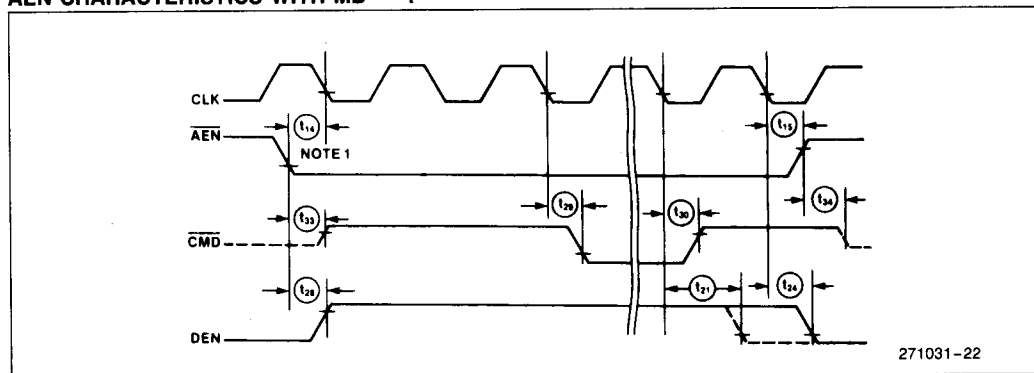 AEN CHARACTERISTICS WITH MB
CLK
AEN
t14
NOTE 1
t15
t33
CMD
t29
t30
t34
t28
DEN
t21
t24
271031-22